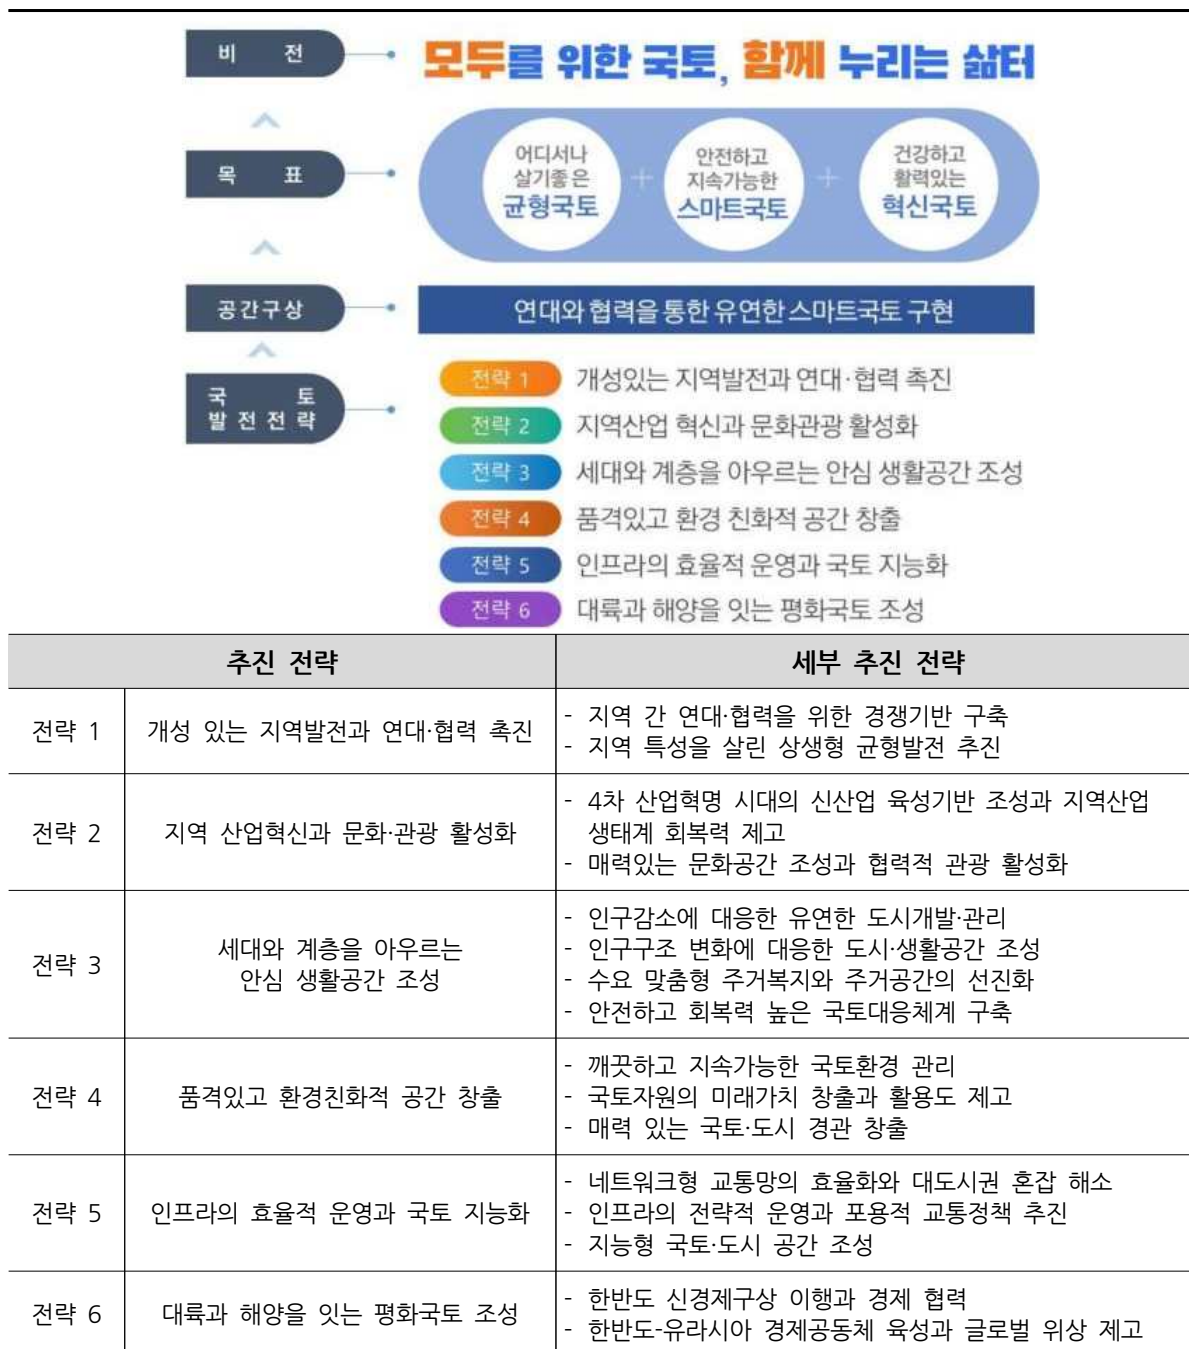 비 전
모두를 위한 국토, 함께 누리는 삶터
목 표
어디서나
살기좋은
균형국토
+
안전하고
지속가능한
스마트국토
+
건강하고
활력있는
혁신국토
공간구상
연대와 협력을 통한 유연한 스마트국토 구현
국 토
발전전략
전략 1 개성있는 지역발전과 연대·협력 촉진
전략 2 지역산업 혁신과 문화관광 활성화
전략 3 세대와 계층을 아우르는 안심 생활공간 조성
전략 4 품격있고 환경 친화적 공간 창출
전략 5 인프라의 효율적 운영과 국토 지능화
전략 6 대륙과 해양을 잇는 평화국토 조성
추진 전략
세부 추진 전략
전략 1
개성 있는 지역발전과 연대·협력 촉진
- 지역 간 연대·협력을 위한 경쟁기반 구축
- 지역 특성을 살린 상생형 균형발전 추진
전략 2
지역 산업혁신과 문화·관광 활성화
- 4차 산업혁명 시대의 신산업 육성기반 조성과 지역산업
생태계 회복력 제고
- 매력있는 문화공간 조성과 협력적 관광 활성화
전략 3
세대와 계층을 아우르는
안심 생활공간 조성
- 인구감소에 대응한 유연한 도시개발·관리
- 인구구조 변화에 대응한 도시·생활공간 조성
- 수요 맞춤형 주거복지와 주거공간의 선진화
- 안전하고 회복력 높은 국토대응체계 구축
전략 4
품격있고 환경친화적 공간 창출
- 깨끗하고 지속가능한 국토환경 관리
- 국토자원의 미래가치 창출과 활용도 제고
- 매력 있는 국토·도시 경관 창출
전략 5
인프라의 효율적 운영과 국토 지능화
- 네트워크형 교통망의 효율화와 대도시권 혼잡 해소
- 인프라의 전략적 운영과 포용적 교통정책 추진
- 지능형 국토·도시 공간 조성
전략 6
대륙과 해양을 잇는 평화국토 조성
- 한반도 신경제구상 이행과 경제 협력
- 한반도-유라시아 경제공동체 육성과 글로벌 위상 제고